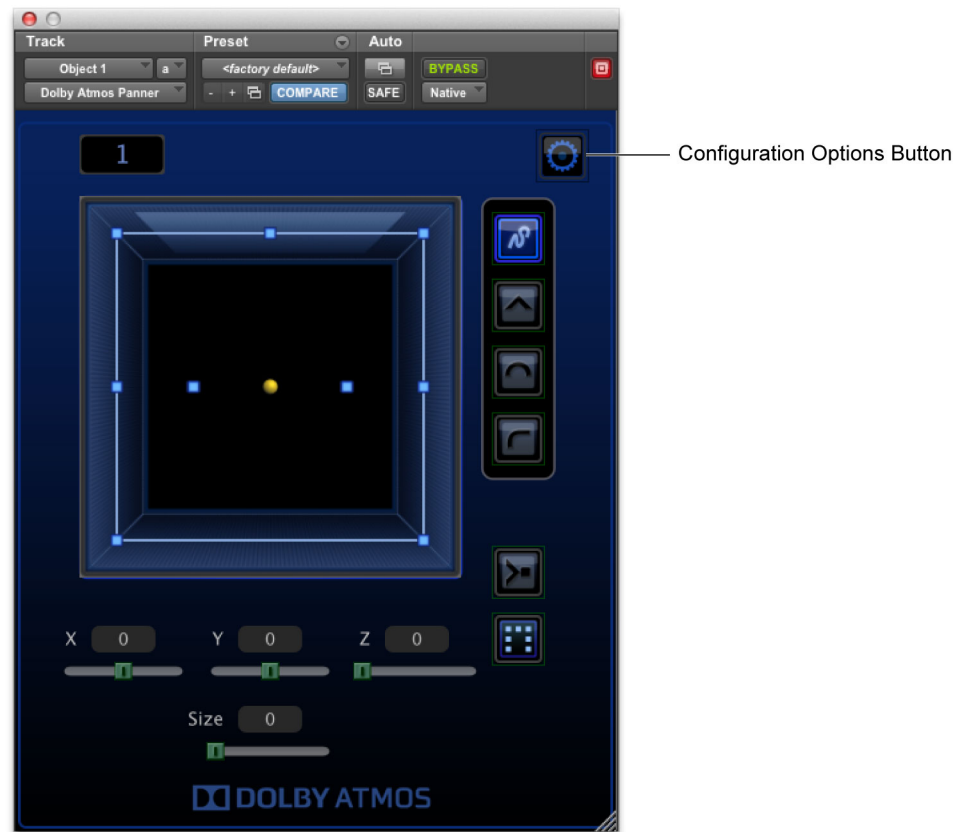 Track Preset Auto
Object 1 a <factory default> BYPASS
Dolby Atmos Panner - + COMPARE SAFE Native
1
Configuration Options Button
X 0 Y 0 Z 0
Size 0
DOLBY ATMOS